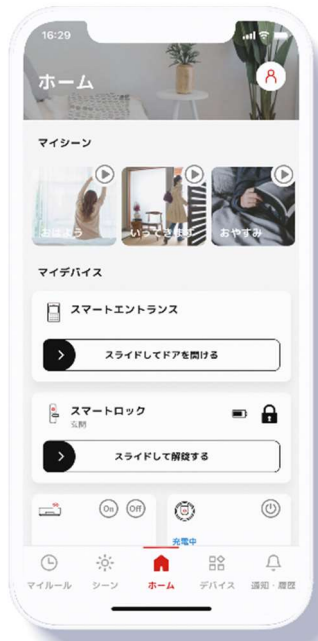 16:29
ホーム
マイシーン
おはよう
いってきます
おやすみ
マイデバイス
スマートエントランス
スライドしてドアを開ける
スマートロック
玄関
スライドして解錠する
On
Off
充電中
マイルール
シーン
ホーム
デバイス
通知・履歴